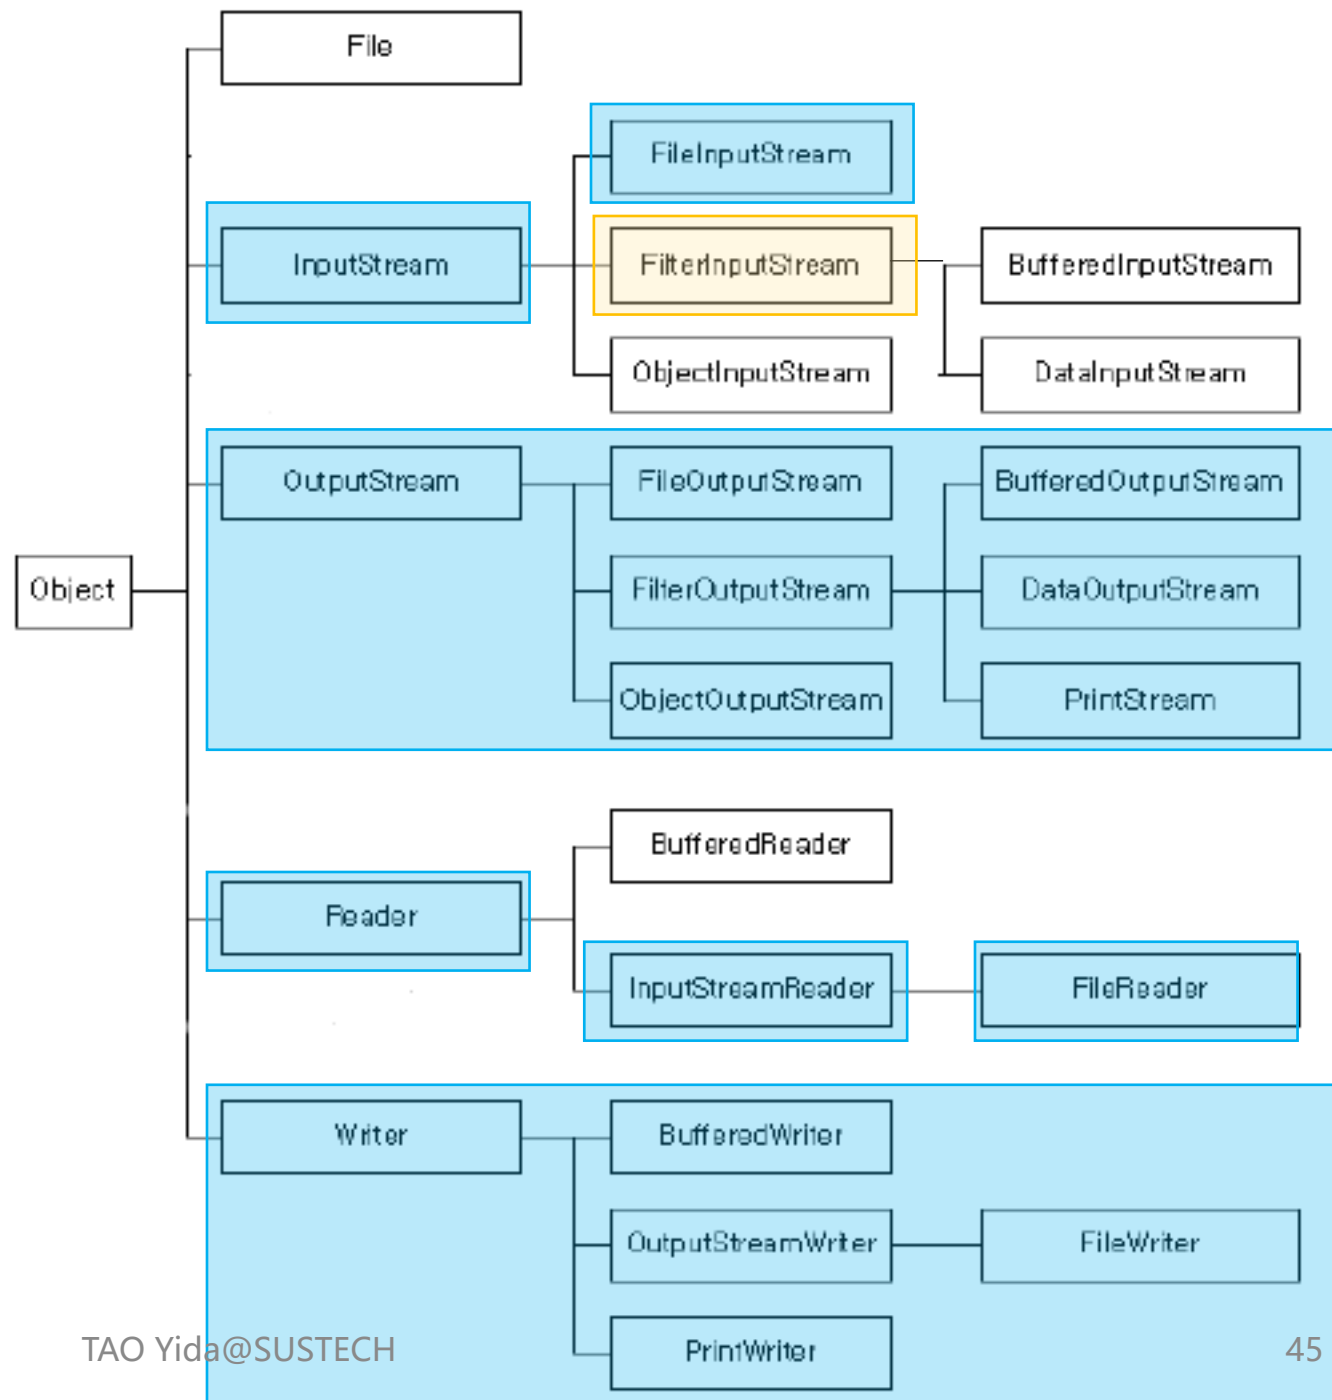 File
FileInputStream
InputStream
FilterInputStream
BufferedInputStream
ObjectInputStream
DataInputStream
OutputStream
FileOutputStream
BufferedOutputStream
Object
FilterOutputStream
DataOutputStream
ObjectOutputStream
PrintStream
BufferedReader
Reader
InputStreamReader
FileReader
Writer
BufferedWriter
OutputStreamWriter
FileWriter
PrintWriter
TAO Yida@SUSTECH
45